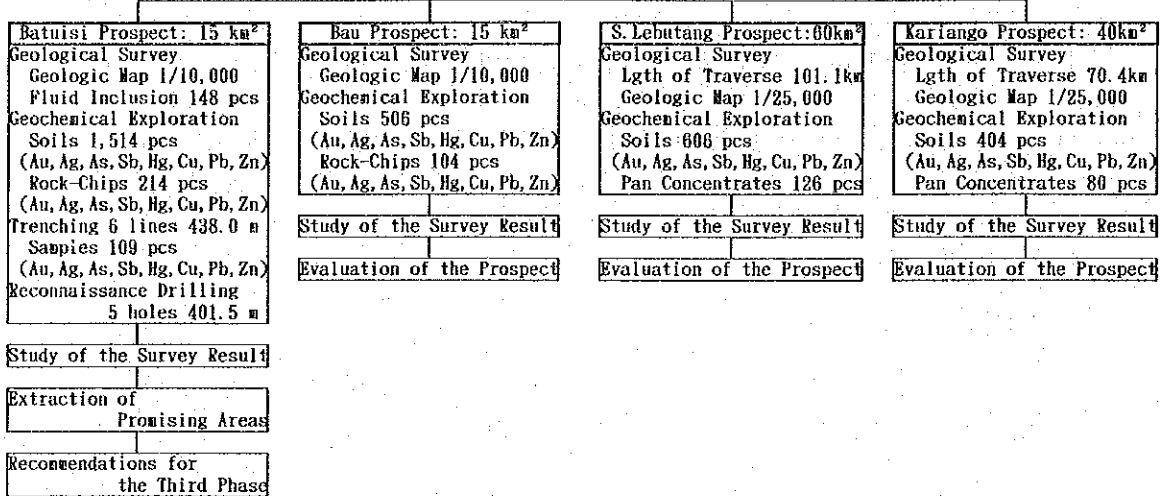 Batuisi Prospect: 15 km²
Geological Survey
Geologic Map 1/10,000
Fluid Inclusion 148 pcs
Geochemical Exploration
Soils 1,514 pcs
(Au, Ag, As, Sb, Hg, Cu, Pb, Zn)
Rock-Chips 214 pcs
(Au, Ag, As, Sb, Hg, Cu, Pb, Zn)
Trenching 6 lines 438.0 m
Samples 109 pcs
(Au, Ag, As, Sb, Hg, Cu, Pb, Zn)
Reconnaissance Drilling
5 holes 401.5 m
Study of the Survey Result
Extraction of
Promising Areas
Recommendations for
the Third Phase
Bau Prospect: 15 km²
Geological Survey
Geologic Map 1/10,000
Geochemical Exploration
Soils 506 pcs
(Au, Ag, As, Sb, Hg, Cu, Pb, Zn)
Rock-Chips 104 pcs
(Au, Ag, As, Sb, Hg, Cu, Pb, Zn)
Study of the Survey Result
Evaluation of the Prospect
S. Lebutang Prospect:60km²
Geological Survey
Lgth of Traverse 101.1km
Geologic Map 1/25,000
Geochemical Exploration
Soils 606 pcs
(Au, Ag, As, Sb, Hg, Cu, Pb, Zn)
Pan Concentrates 126 pcs
Study of the Survey Result
Evaluation of the Prospect
Kariango Prospect: 40km²
Geological Survey
Lgth of Traverse 70.4km
Geologic Map 1/25,000
Geochemical Exploration
Soils 404 pcs
(Au, Ag, As, Sb, Hg, Cu, Pb, Zn)
Pan Concentrates 80 pcs
Study of the Survey Result
Evaluation of the Prospect